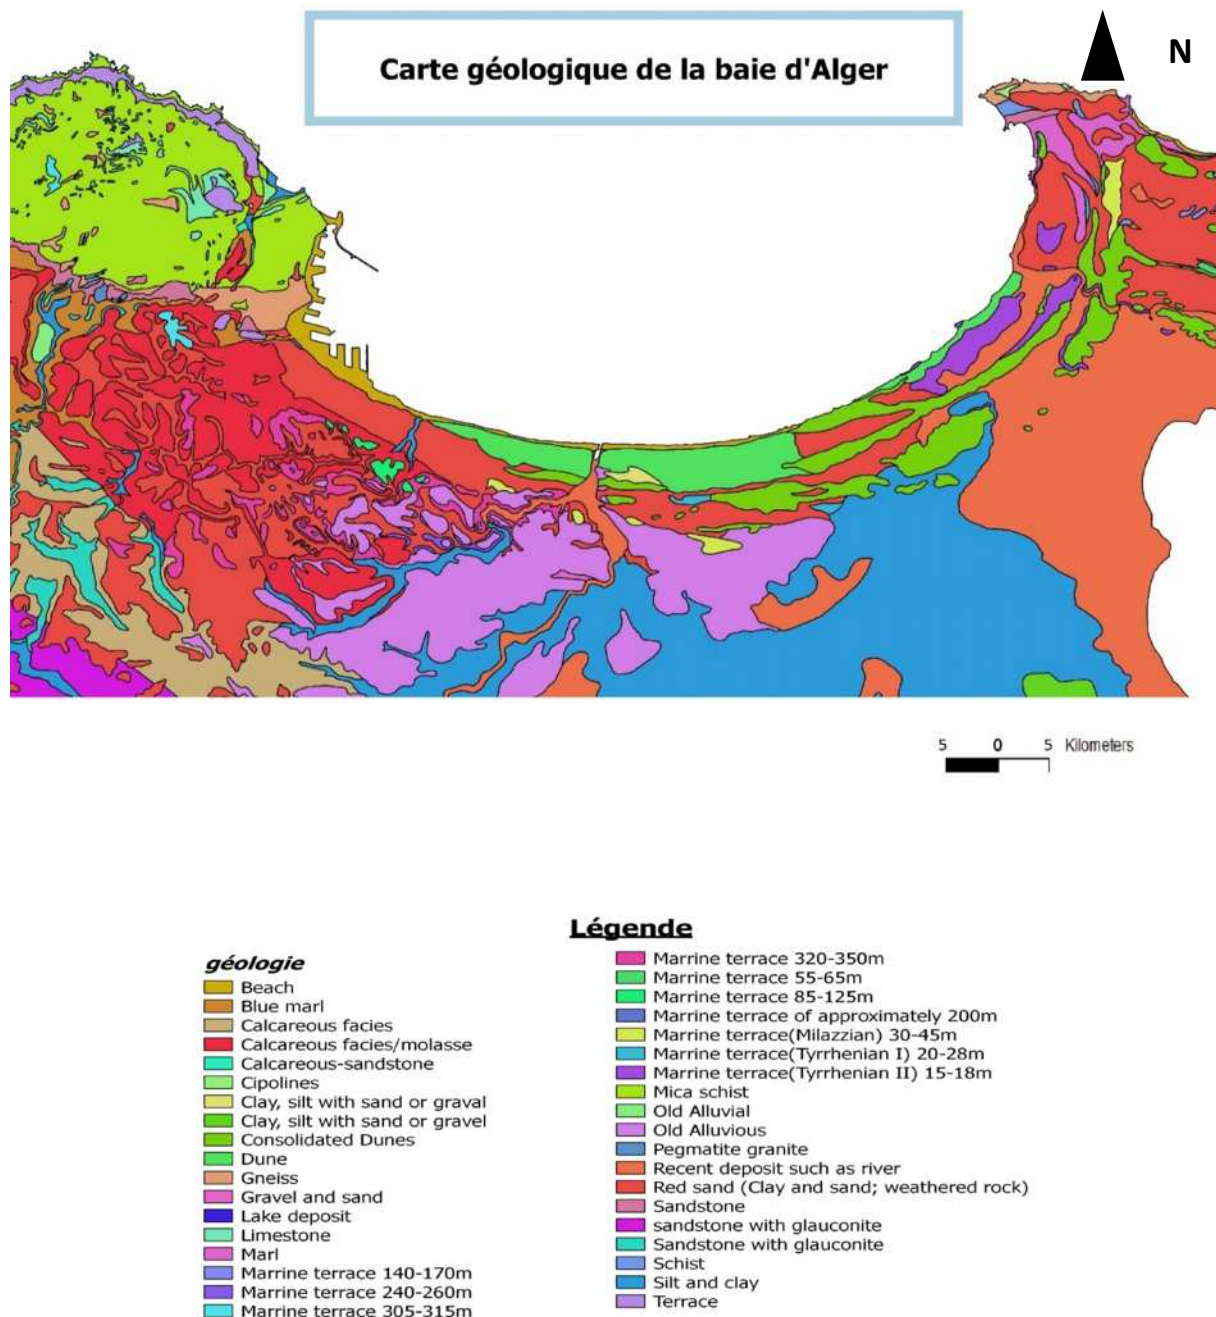 Carte géologique de la baie d'Alger
N
5 0 5 Kilometers
Légende
géologie
Beach
Blue marl
Calcareous facies
Calcareous facies/molasse
Calcareous-sandstone
Cipolines
Clay, silt with sand or graval
Clay, silt with sand or gravel
Consolidated Dunes
Dune
Gneiss
Gravel and sand
Lake deposit
Limestone
Marl
Marrine terrace 140-170m
Marrine terrace 240-260m
Marrine terrace 305-315m
Marrine terrace 320-350m
Marrine terrace 55-65m
Marrine terrace 85-125m
Marrine terrace of approximately 200m
Marrine terrace(Milazzian) 30-45m
Marrine terrace(Tyrrhenian I) 20-28m
Marrine terrace(Tyrrhenian II) 15-18m
Mica schist
Old Alluvial
Old Alluvious
Pegmatite granite
Recent deposit such as river
Red sand (Clay and sand; weathered rock)
Sandstone
sandstone with glauconite
Sandstone with glauconite
Schist
Silt and clay
Terrace